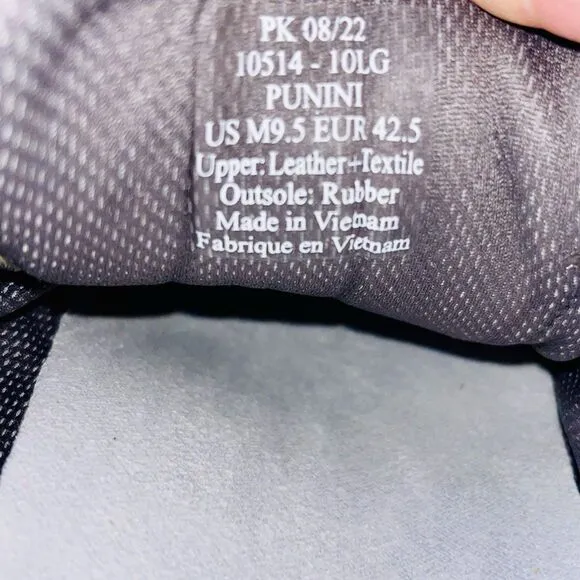 PK 08/22
10514 - 10LG
PUNINI
US M9.5 EUR 42.5
Upper: Leather+Textile
Outsole: Rubber
Made in Vietnam
Fabrique en Vietnam